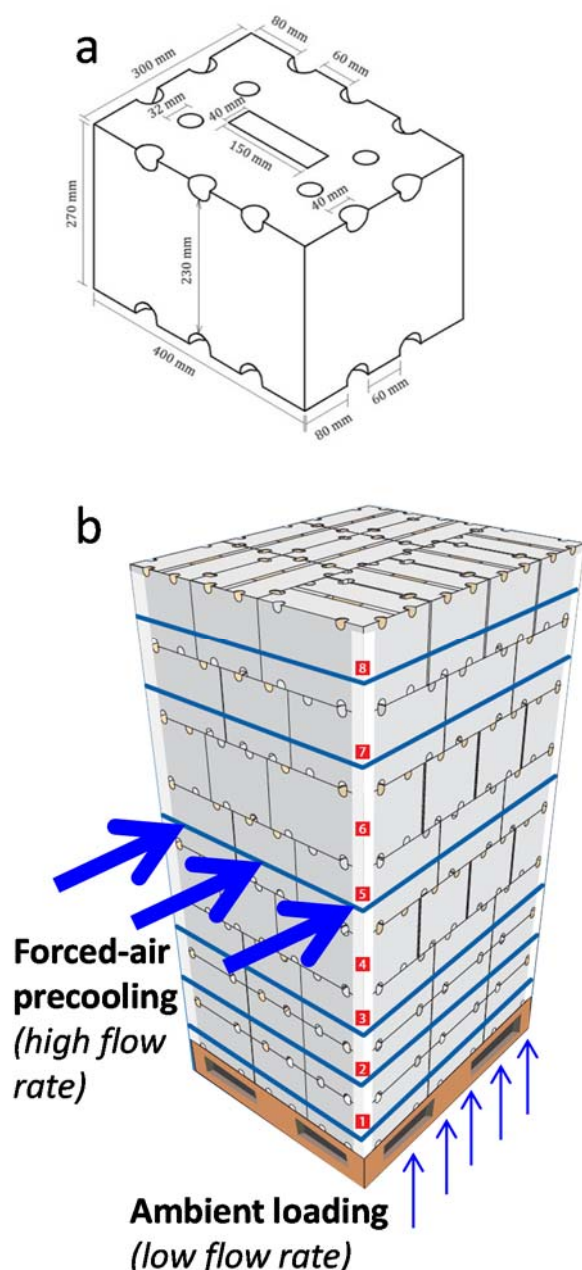 a
80 mm
60 mm
300 mm
32 mm
40 mm
150 mm
40 mm
270 mm
230 mm
400 mm
80 mm
60 mm
b
8
7
6
5
4
3
2
1
Forced-air
precooling
(high flow
rate)
Ambient loading
(low flow rate)